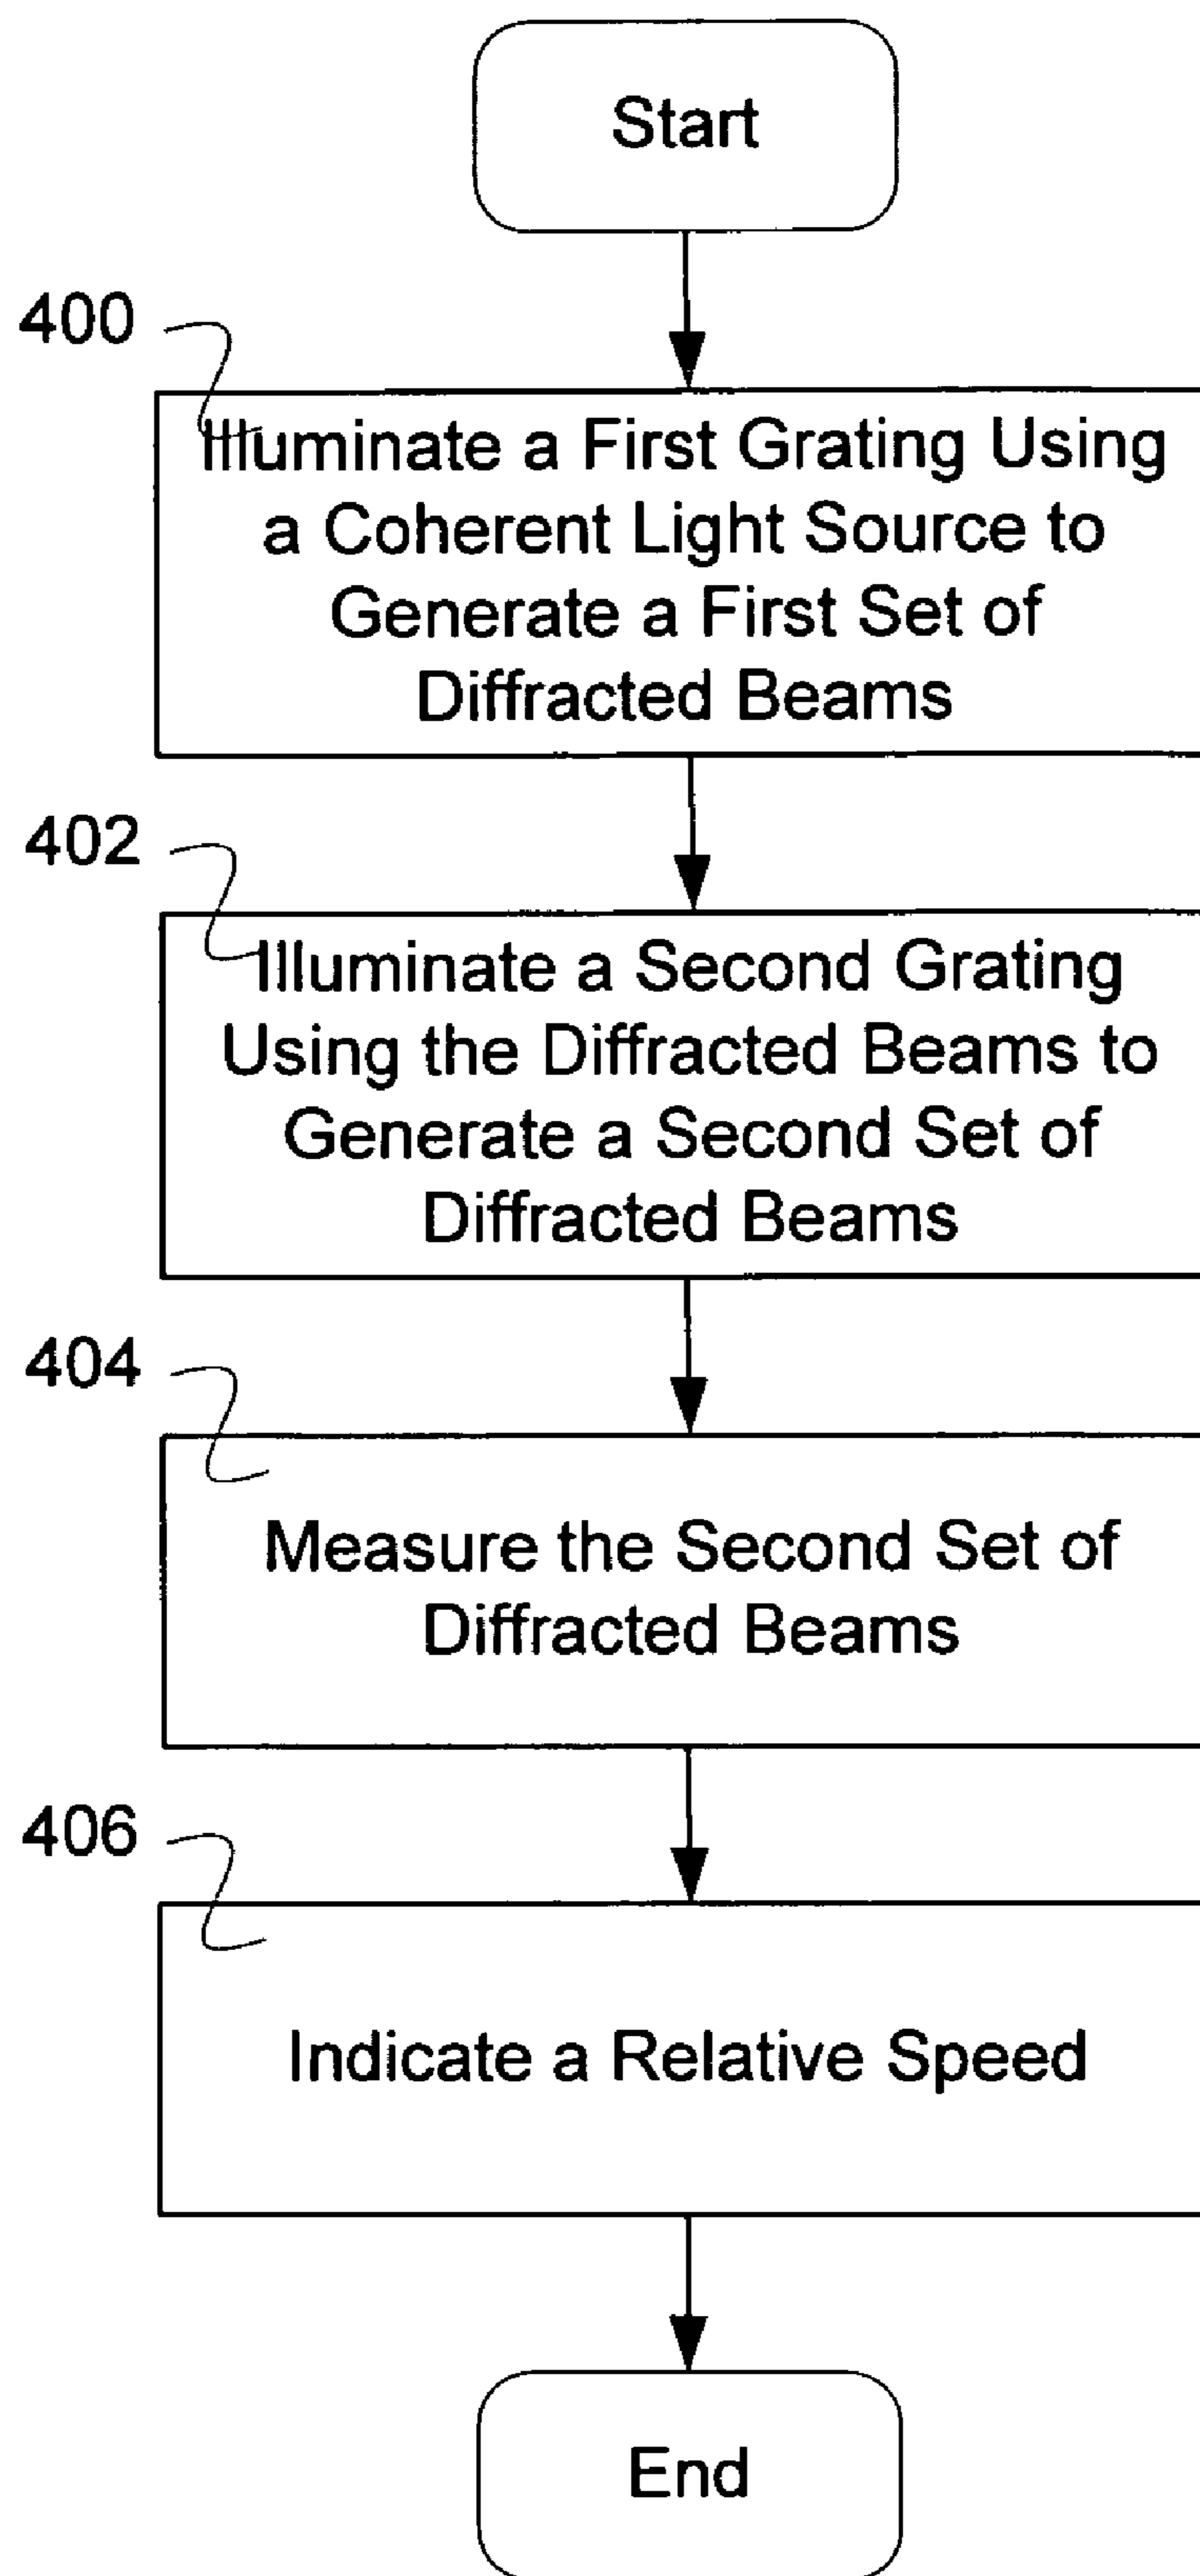 Start
400
Illuminate a First Grating Using
a Coherent Light Source to
Generate a First Set of
Diffracted Beams
402
Illuminate a Second Grating
Using the Diffracted Beams to
Generate a Second Set of
Diffracted Beams
404
Measure the Second Set of
Diffracted Beams
406
Indicate a Relative Speed
End